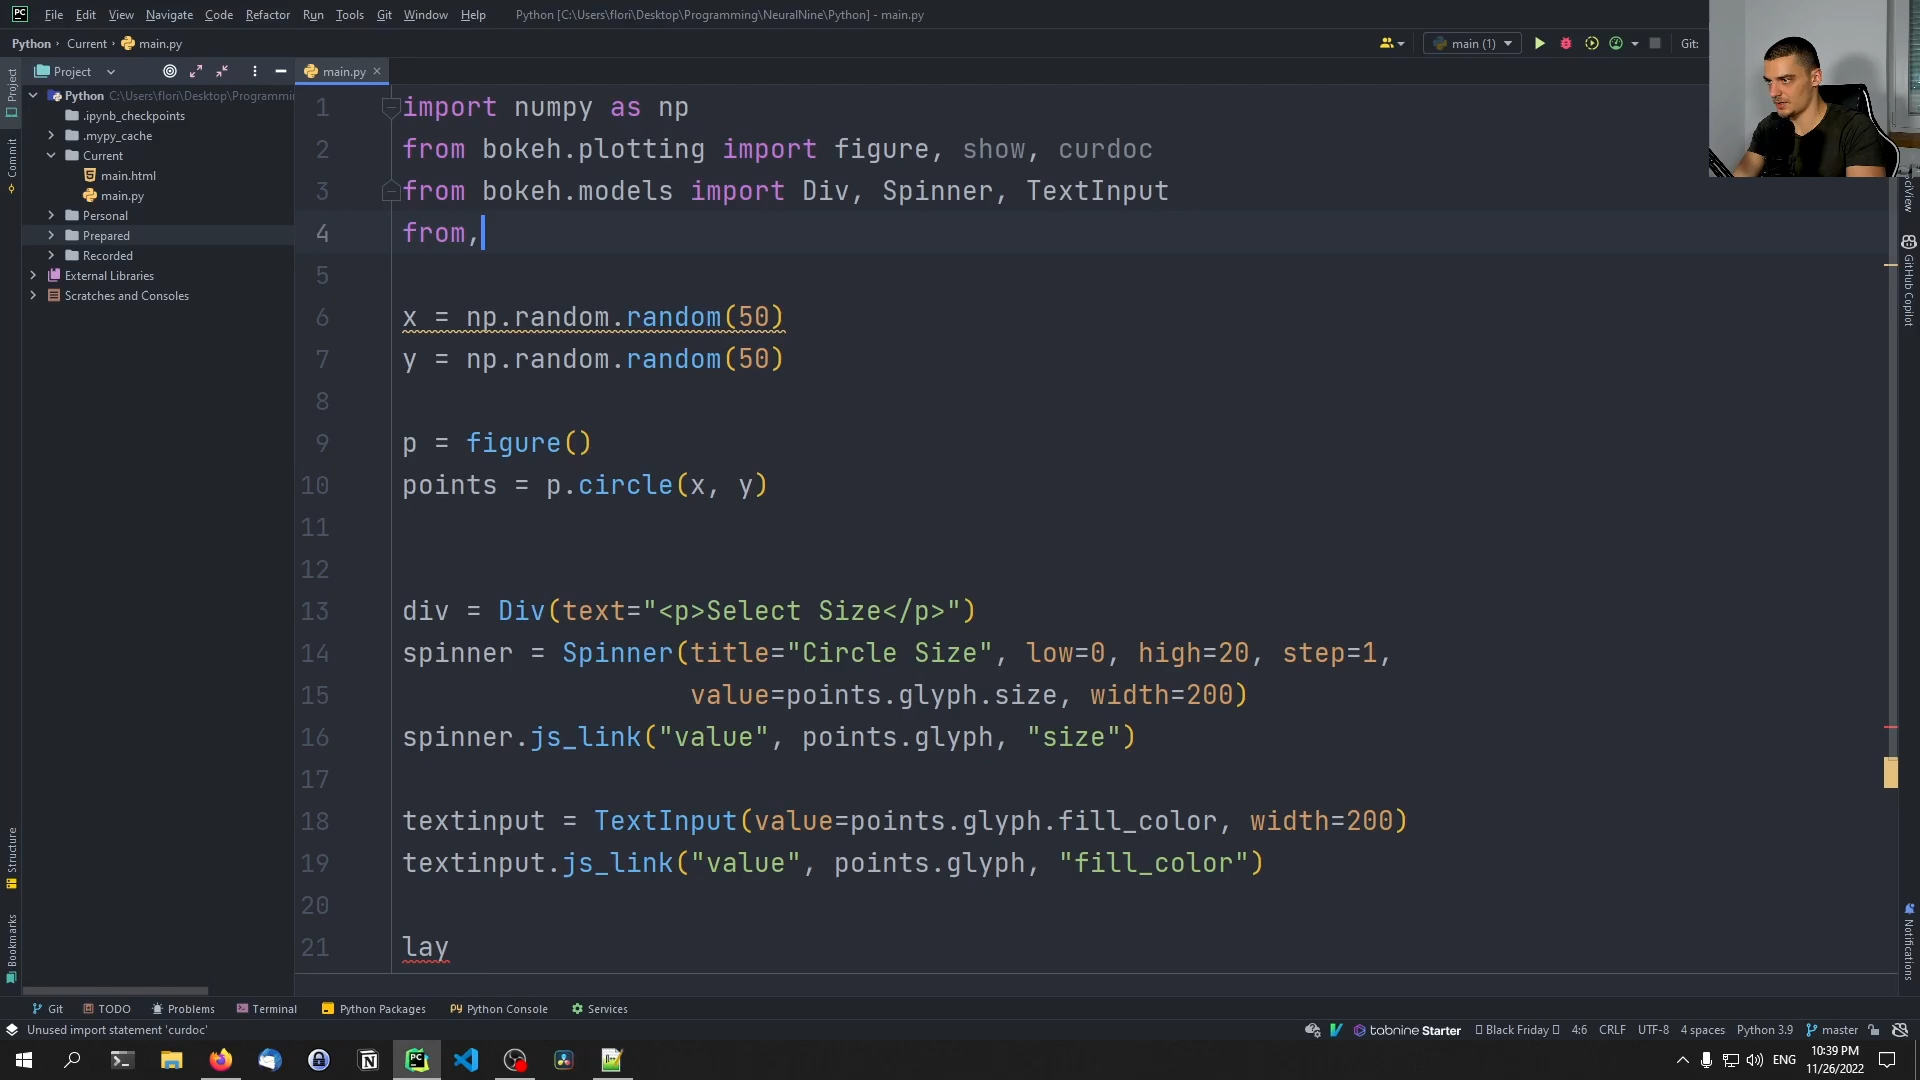 PC File Edit View Navigate Code Refactor Run Tools Git Window Help Python [C:\Users\flori\Desktop\Programming\NeuralNine\Python] - main.py
Python › Current › main.py main (1) Git:
Project main.py
Python C:\Users\flori\Desktop\Programmi
.ipynb_checkpoints
.mypy_cache
Current
main.html
main.py
Personal
Prepared
Recorded
External Libraries
Scratches and Consoles
Project
Commit
Structure
Bookmarks
1 import numpy as np
2 from bokeh.plotting import figure, show, curdoc
3 from bokeh.models import Div, Spinner, TextInput
4 from,
5
6 x = np.random.random(50)
7 y = np.random.random(50)
8
9 p = figure()
10 points = p.circle(x, y)
11
12
13 div = Div(text="<p>Select Size</p>")
14 spinner = Spinner(title="Circle Size", low=0, high=20, step=1,
15 value=points.glyph.size, width=200)
16 spinner.js_link("value", points.glyph, "size")
17
18 textinput = TextInput(value=points.glyph.fill_color, width=200)
19 textinput.js_link("value", points.glyph, "fill_color")
20
21 lay
SciView
GitHub Copilot
Notifications
Git TODO Problems Terminal Python Packages Python Console Services
Unused import statement 'curdoc' tabnine Starter Black Friday 4:6 CRLF UTF-8 4 spaces Python 3.9 master
ENG 10:39 PM
11/26/2022